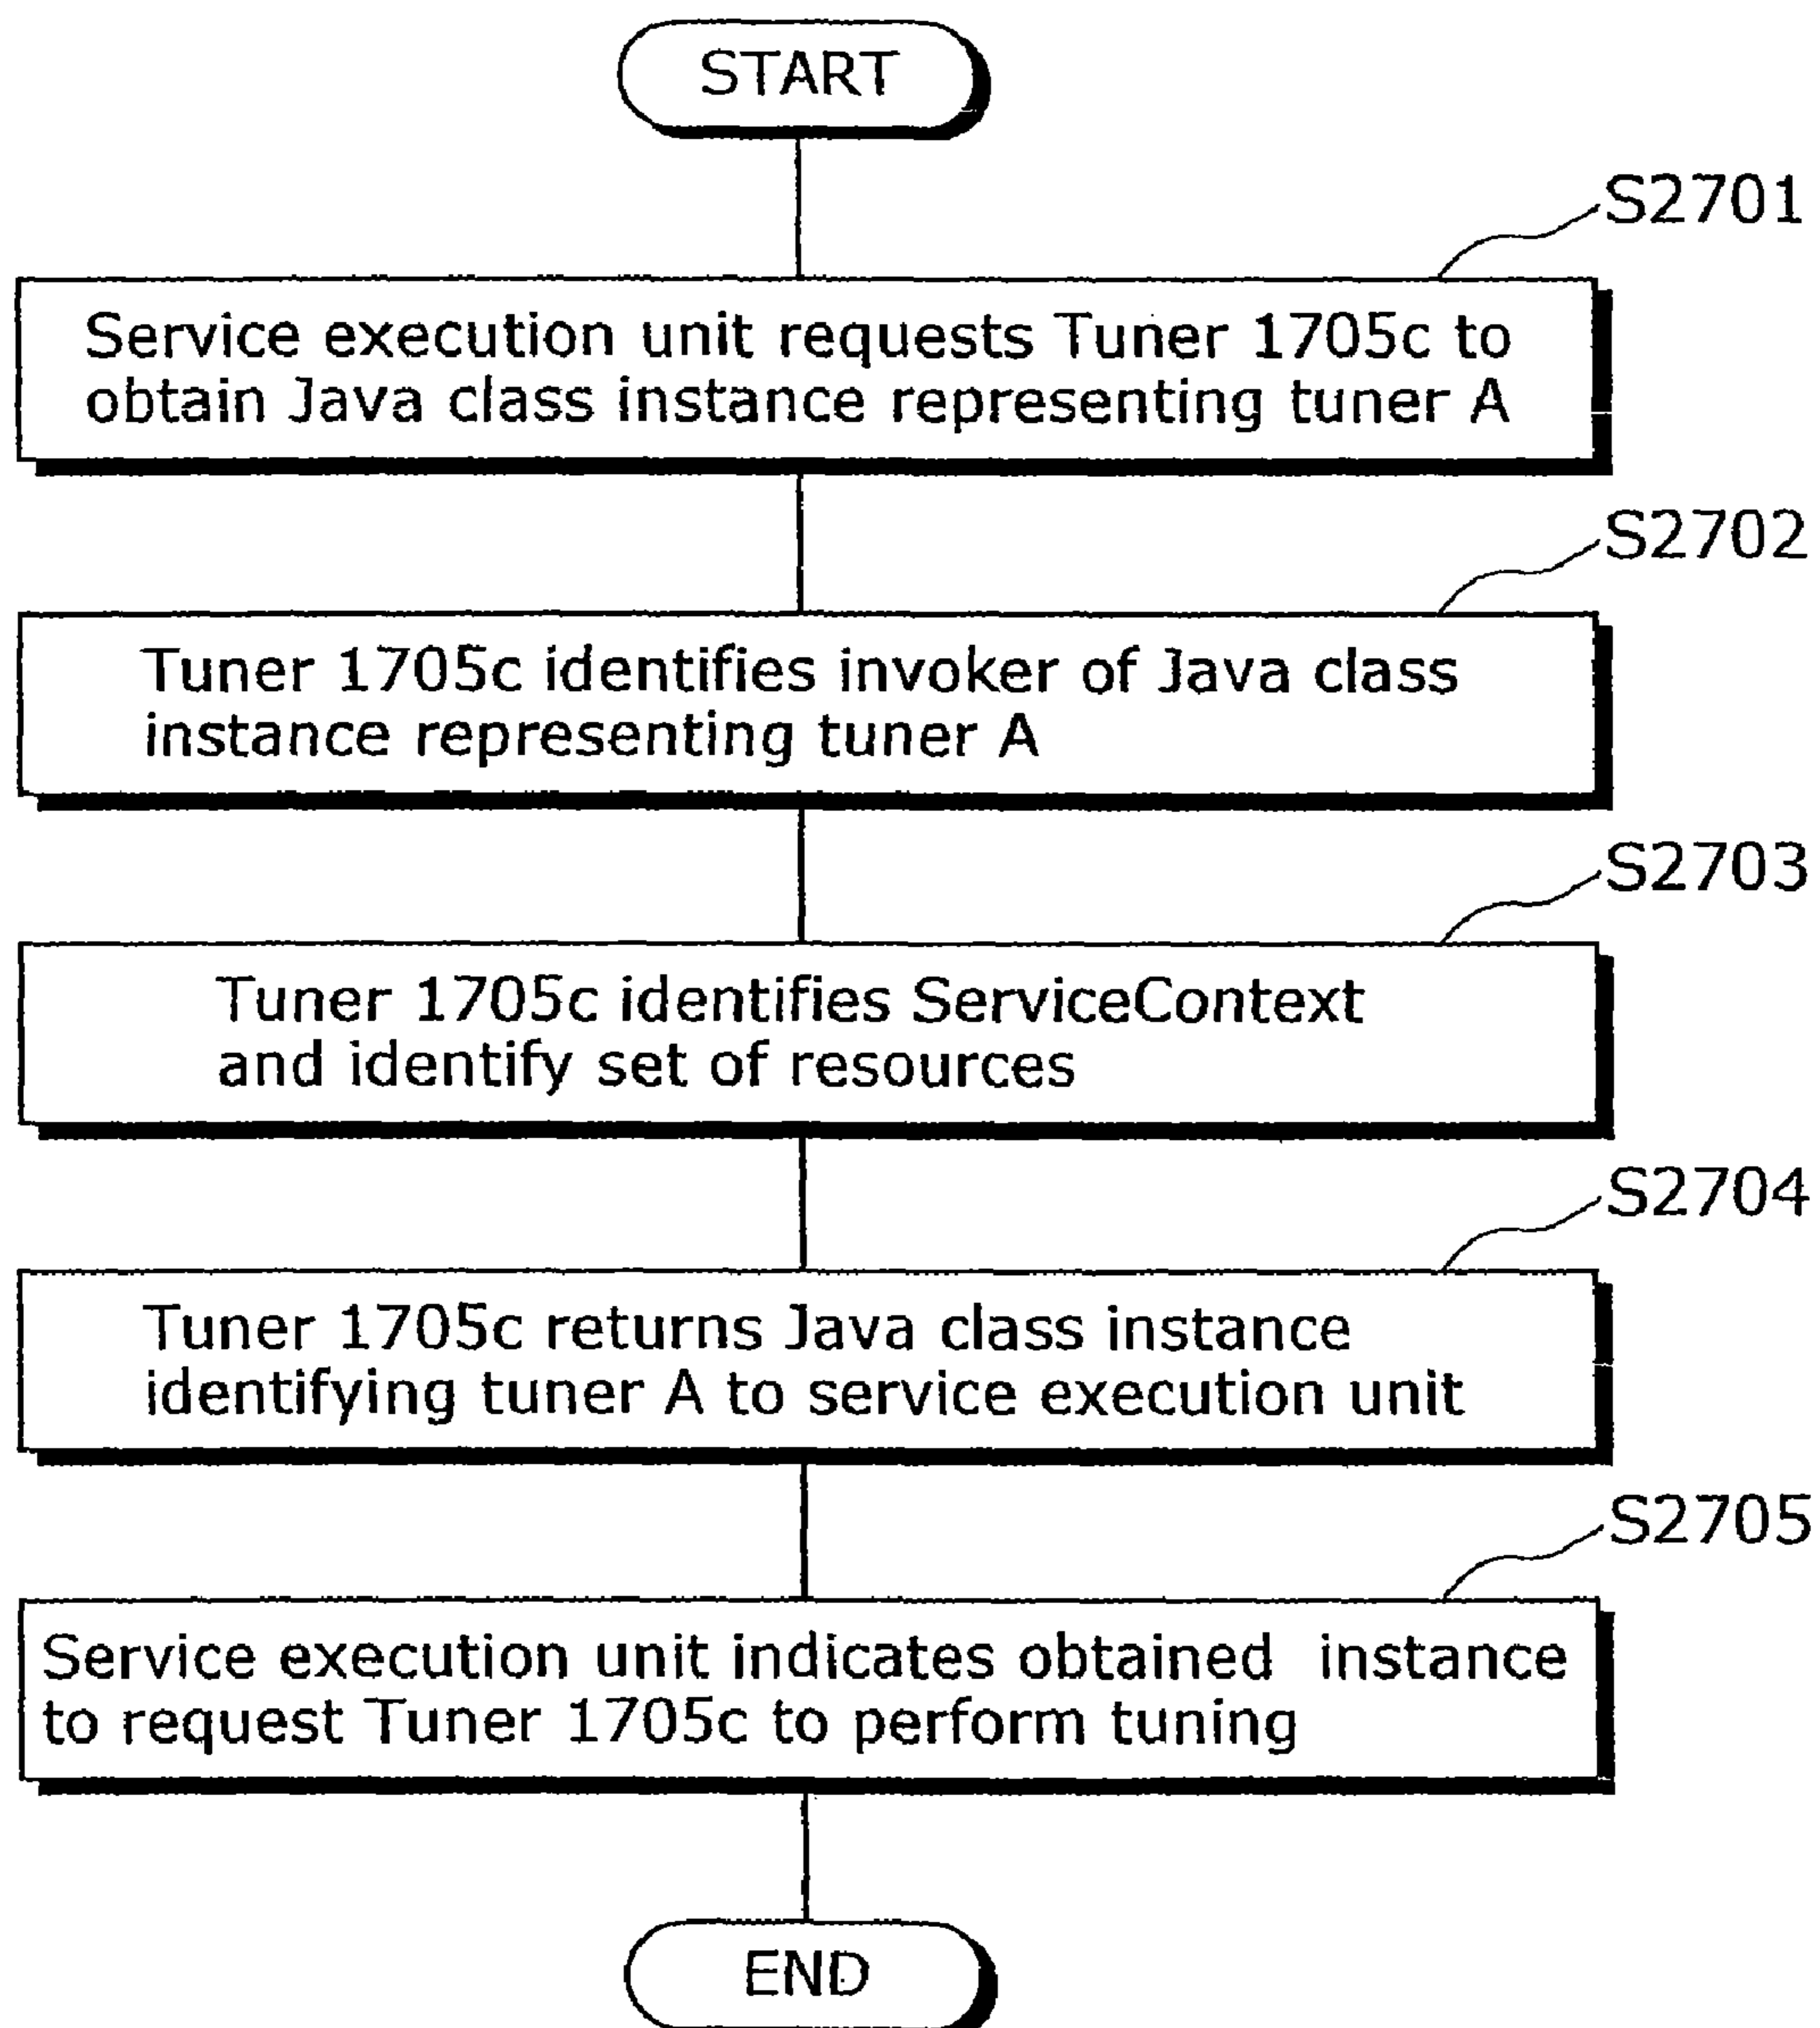 START
S2701
Service execution unit requests Tuner 1705c to
obtain Java class instance representing tuner A
S2702
Tuner 1705c identifies invoker of Java class
instance representing tuner A
S2703
Tuner 1705c identifies ServiceContext
and identify set of resources
S2704
Tuner 1705c returns Java class instance
identifying tuner A to service execution unit
S2705
Service execution unit indicates obtained instance
to request Tuner 1705c to perform tuning
END